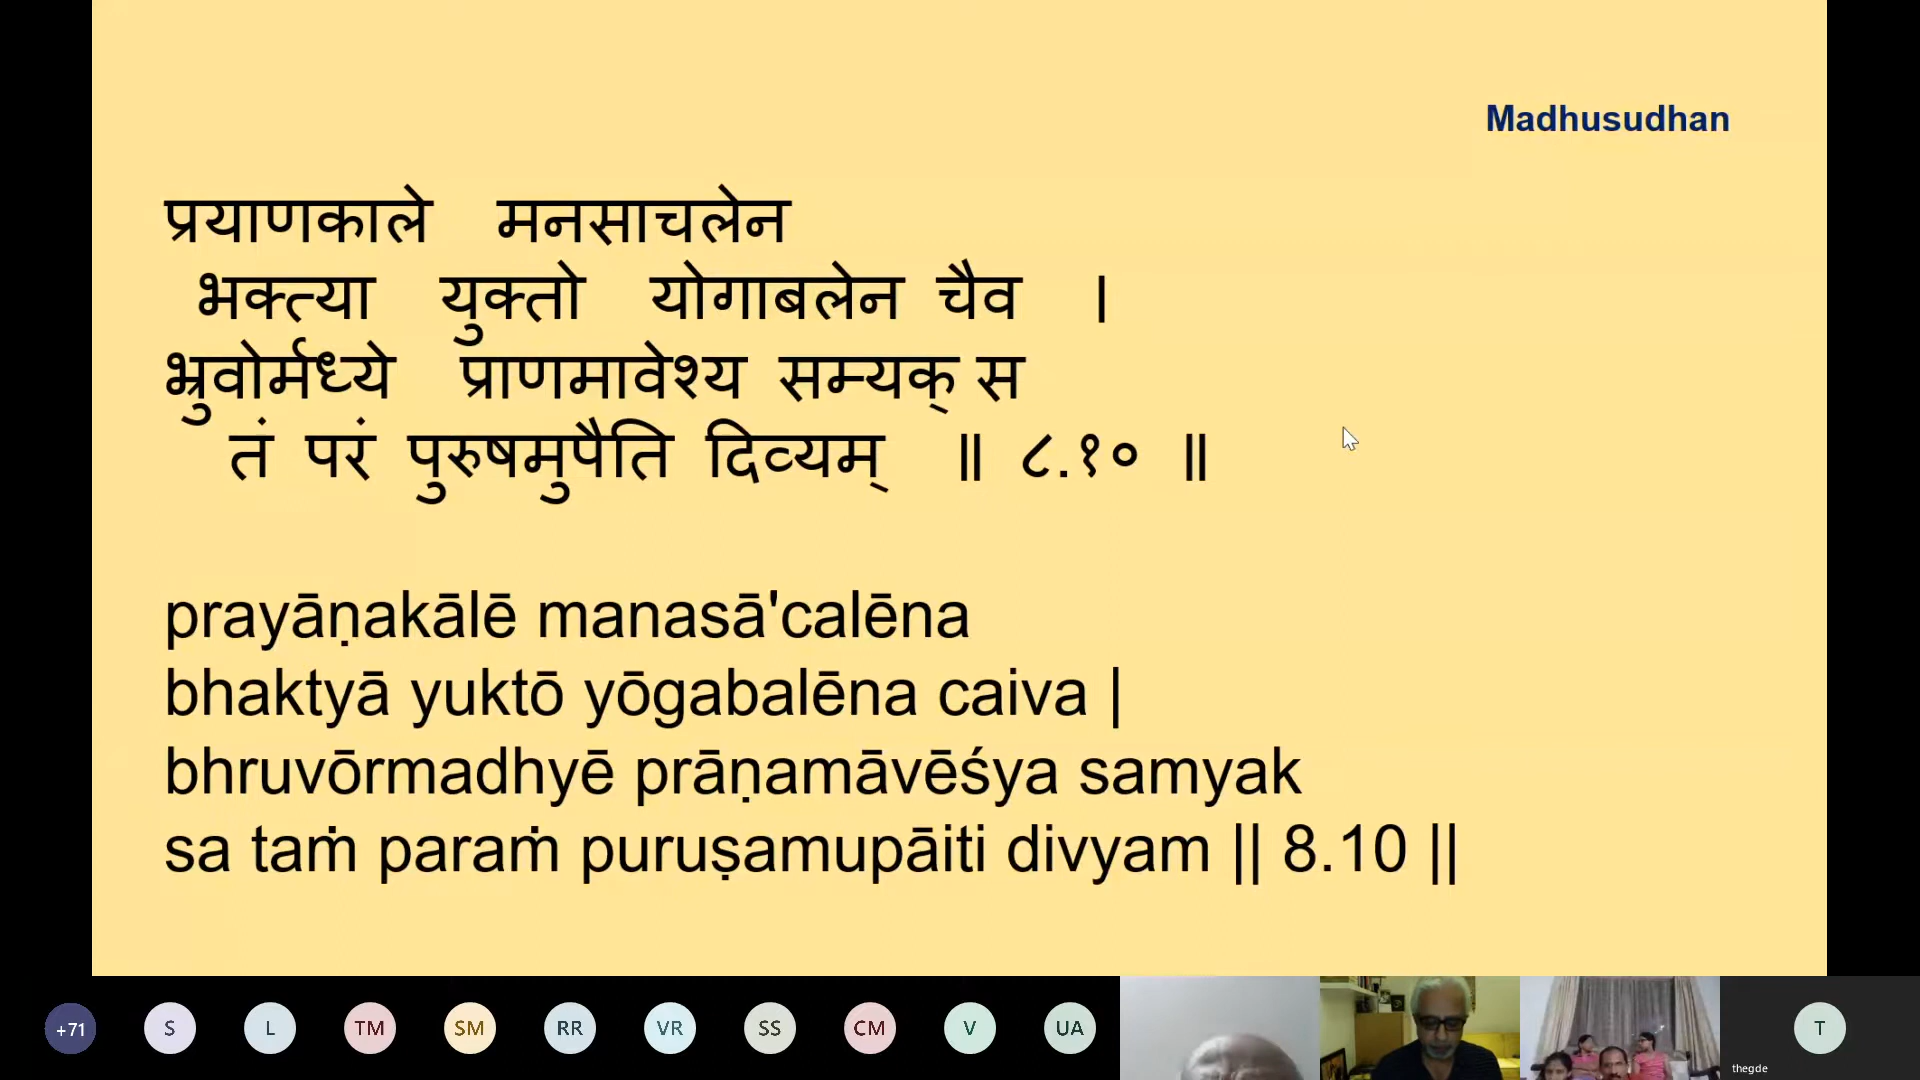 Madhusudhan
प्रयाणकाले मनसाचलेन
भक्त्या युक्तो योगाबलेन चैव ।
भ्रुवोर्मध्ये प्राणमावेश्य सम्यक् स
तं परं पुरुषमुपैति दिव्यम् ॥ ८.१० ॥
prayāṇakālē manasā'calēna
bhaktyā yuktō yōgabalēna caiva |
bhruvōrmadhyē prāṇamāvēśya samyak
sa taṁ paraṁ puruṣamupāiti divyam || 8.10 ||
+71 S L TM SM RR VR SS CM V UA T
thegde